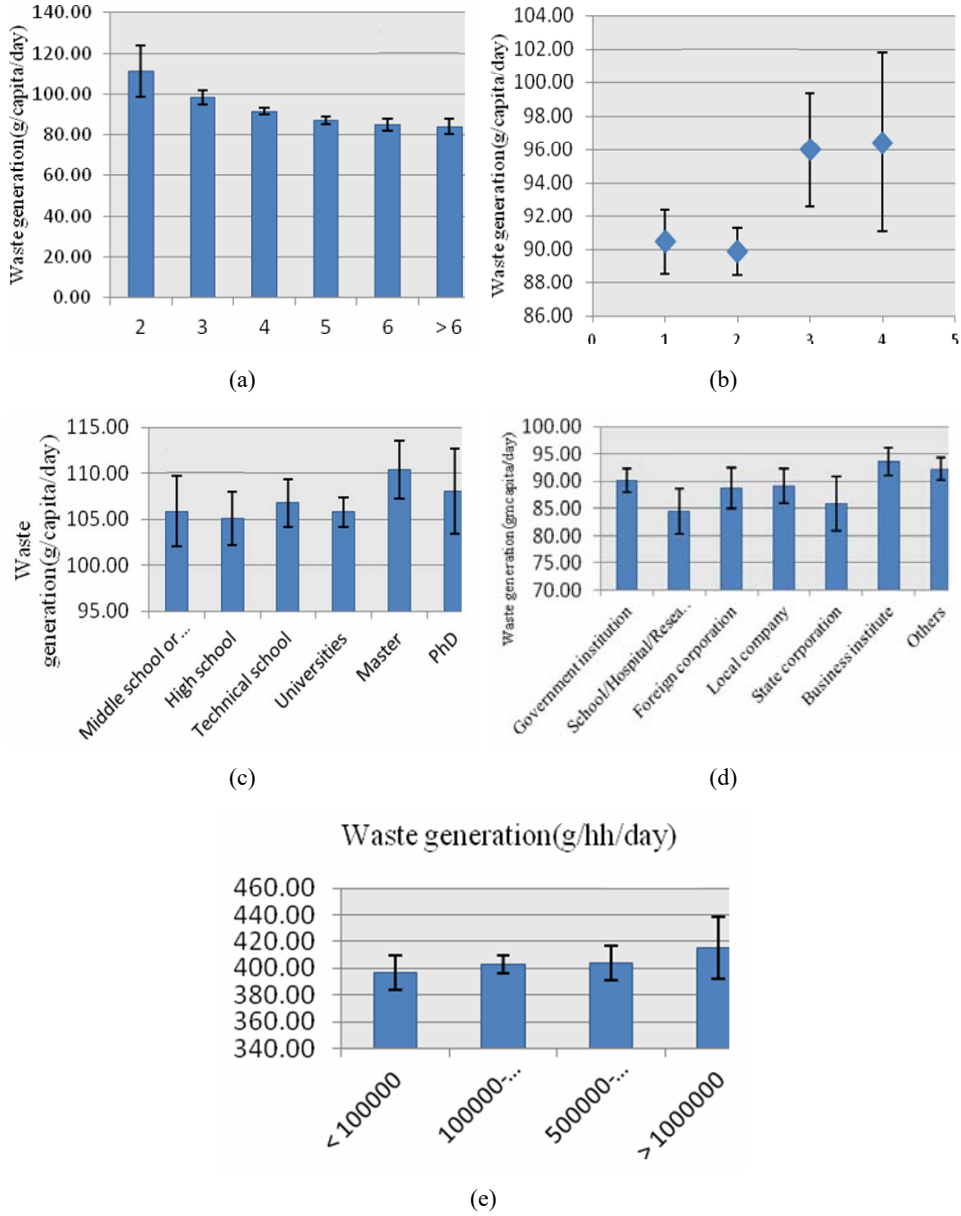 Waste generation(g/capita/day)
140.00
120.00
100.00
80.00
60.00
40.00
20.00
0.00
2 3 4 5 6 > 6
(a)
Waste generation(g/capita/day)
104.00
102.00
100.00
98.00
96.00
94.00
92.00
90.00
88.00
86.00
0 1 2 3 4 5
(b)
Waste
generation(g/capita/day)
115.00
110.00
105.00
100.00
95.00
Middle school or ...
High school
Technical school
Universities
Master
PhD
(c)
Waste generation(gmcapita/day)
100.00
95.00
90.00
85.00
80.00
75.00
70.00
Government institution
School/Hospital/Resea..
Foreign corporation
Local company
State corporation
Business institute
Others
(d)
Waste generation(g/hh/day)
460.00
440.00
420.00
400.00
380.00
360.00
340.00
< 100000
100000-...
500000-...
> 1000000
(e)